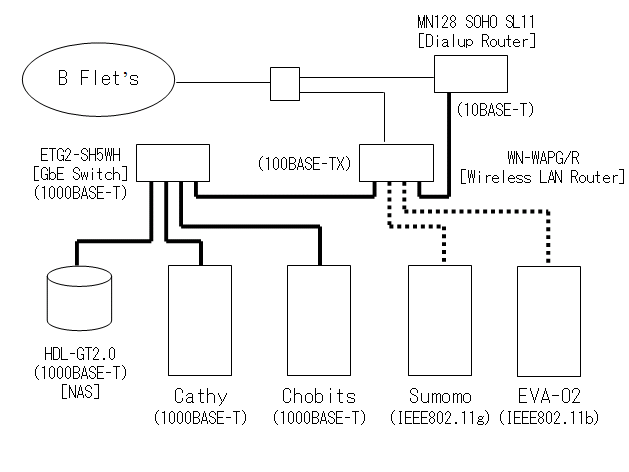 MN128 SOHO SL11
[Dialup Router]
B Flet's
(10BASE-T)
ETG2-SH5WH
[GbE Switch]
(1000BASE-T)
(100BASE-TX)
WN-WAPG/R
[Wireless LAN Router]
HDL-GT2.0
(1000BASE-T)
[NAS]
Cathy
(1000BASE-T)
Chobits
(1000BASE-T)
Sumomo
(IEEE802.11g)
EVA-02
(IEEE802.11b)